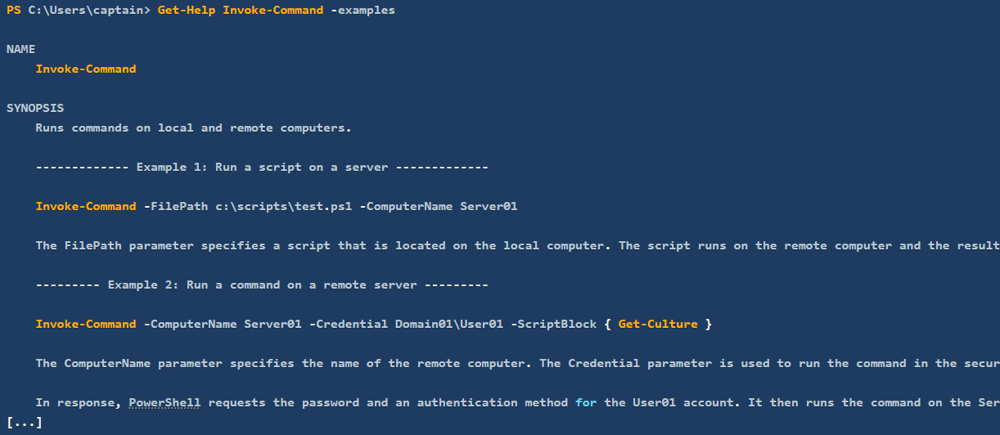 PS C:\Users\captain> Get-Help Invoke-Command -examples
NAME
Invoke-Command
SYNOPSIS
Runs commands on local and remote computers.
------------- Example 1: Run a script on a server -------------
Invoke-Command -FilePath c:\scripts\test.ps1 -ComputerName Server01
The FilePath parameter specifies a script that is located on the local computer. The script runs on the remote computer and the result
--------- Example 2: Run a command on a remote server ---------
Invoke-Command -ComputerName Server01 -Credential Domain01\User01 -ScriptBlock { Get-Culture }
The ComputerName parameter specifies the name of the remote computer. The Credential parameter is used to run the command in the secur
In response, PowerShell requests the password and an authentication method for the User01 account. It then runs the command on the Ser
[...]